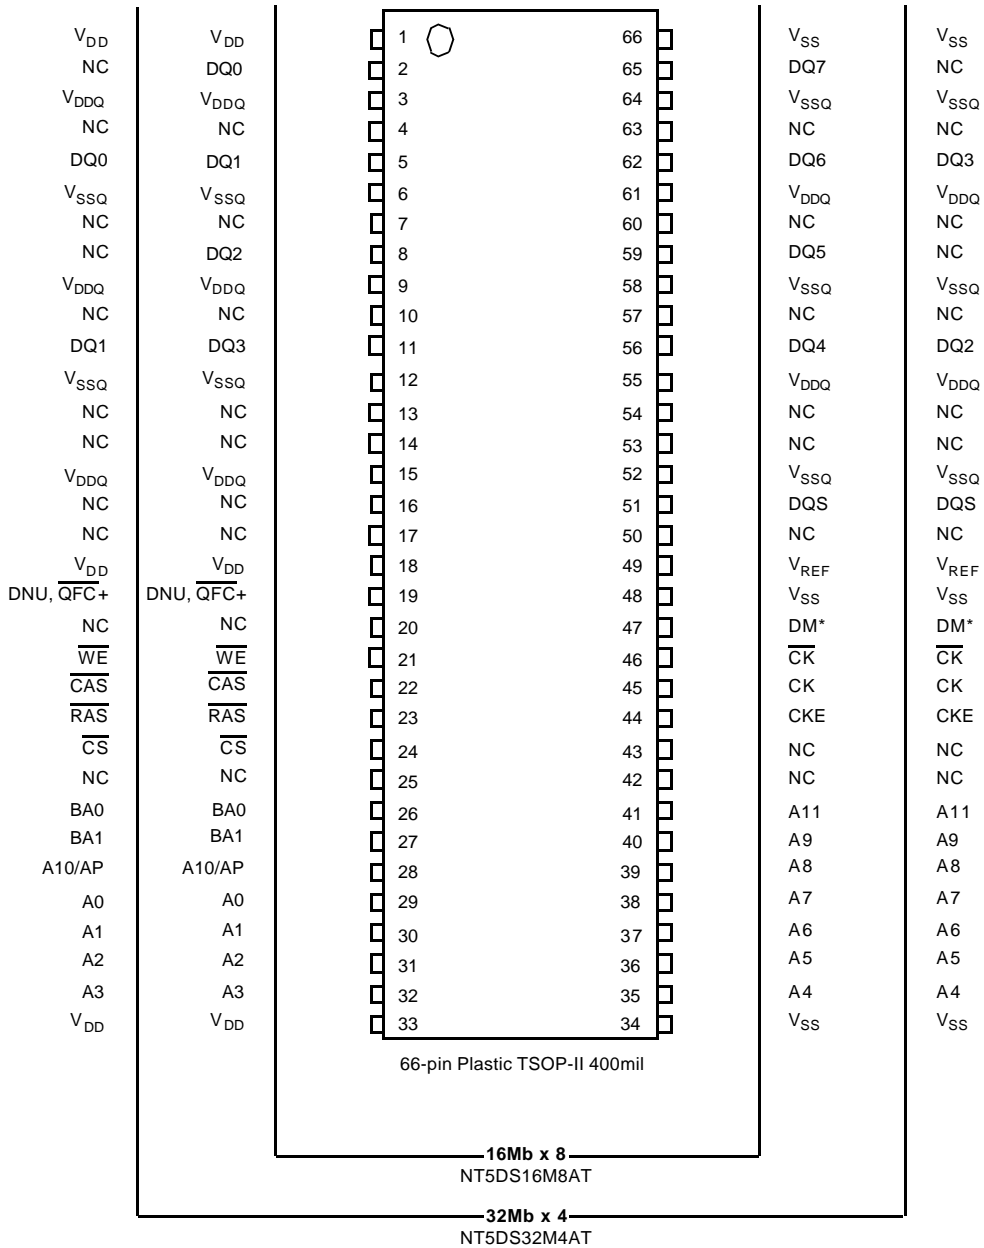 VDD VDD 1 66 VSS VSS
NC DQ0 2 65 DQ7 NC
VDDQ VDDQ 3 64 VSSQ VSSQ
NC NC 4 63 NC NC
DQ0 DQ1 5 62 DQ6 DQ3
VSSQ VSSQ 6 61 VDDQ VDDQ
NC NC 7 60 NC NC
NC DQ2 8 59 DQ5 NC
VDDQ VDDQ 9 58 VSSQ VSSQ
NC NC 10 57 NC NC
DQ1 DQ3 11 56 DQ4 DQ2
VSSQ VSSQ 12 55 VDDQ VDDQ
NC NC 13 54 NC NC
NC NC 14 53 NC NC
VDDQ VDDQ 15 52 VSSQ VSSQ
NC NC 16 51 DQS DQS
NC NC 17 50 NC NC
VDD VDD 18 49 VREF VREF
DNU, QFC+ DNU, QFC+ 19 48 VSS VSS
NC NC 20 47 DM* DM*
WE WE 21 46 CK CK
CAS CAS 22 45 CK CK
RAS RAS 23 44 CKE CKE
CS CS 24 43 NC NC
NC NC 25 42 NC NC
BA0 BA0 26 41 A11 A11
BA1 BA1 27 40 A9 A9
A10/AP A10/AP 28 39 A8 A8
A0 A0 29 38 A7 A7
A1 A1 30 37 A6 A6
A2 A2 31 36 A5 A5
A3 A3 32 35 A4 A4
VDD VDD 33 34 VSS VSS
66-pin Plastic TSOP-II 400mil
16Mb x 8
NT5DS16M8AT
32Mb x 4
NT5DS32M4AT